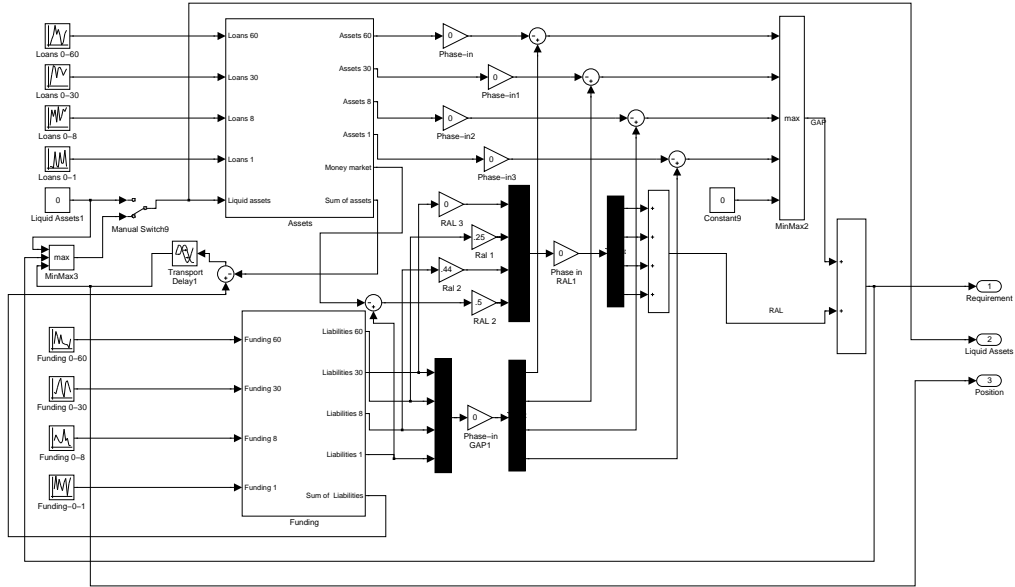 Loans 0−60
Loans 0−30
Loans 0−8
Loans 0−1
0
Liquid Assets1
Manual Switch9
max
MinMax3
Transport
Delay1
Loans 60
Loans 30
Loans 8
Loans 1
Liquid assets
Assets 60
Assets 30
Assets 8
Assets 1
Money market
Sum of assets
Assets
0
Phase−in
0
Phase−in1
0
Phase−in2
0
Phase−in3
0
RAL 3
.25
Ral 1
.44
Ral 2
.5
RAL 2
0
Phase in
RAL1
0
Constant9
max
MinMax2
GAP
RAL
1
Requirement
2
Liquid Assets
3
Position
Funding 0−60
Funding 0−30
Funding 0−8
Funding−0−1
Funding 60
Funding 30
Funding 8
Funding 1
Liabilities 60
Liabilities 30
Liabilities 8
Liabilities 1
Sum of Liabilities
Funding
0
Phase−in
GAP1